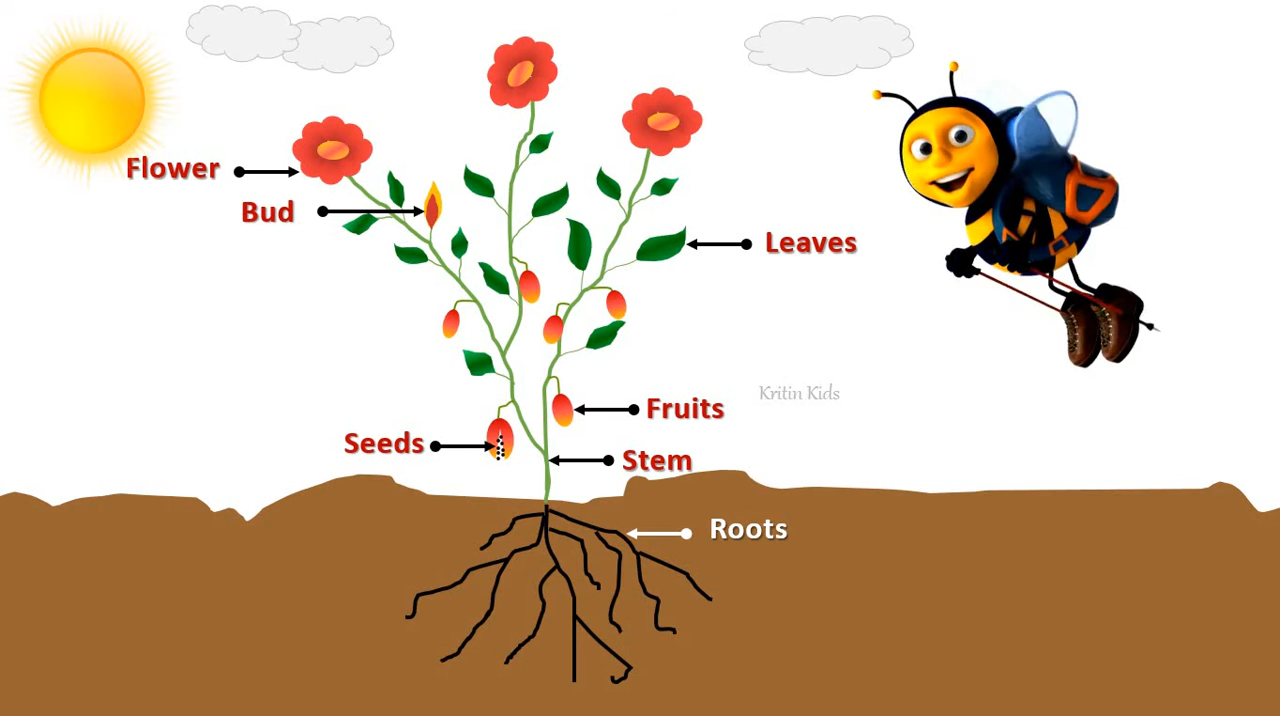 Flower
Bud
Leaves
Kritin Kids
Fruits
Seeds
Stem
Roots